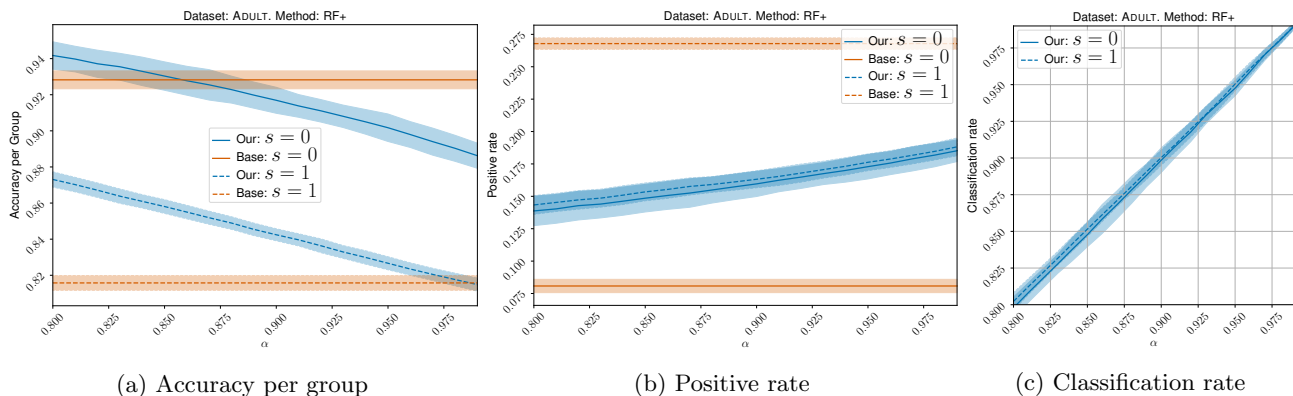 Dataset: ADULT. Method: RF+
Accuracy per Group
0.94
0.92
0.90
0.88
0.86
0.84
0.82
Our: s = 0
Base: s = 0
Our: s = 1
Base: s = 1
0.800
0.825
0.850
0.875
0.900
0.925
0.950
0.975
α
(a) Accuracy per group
Dataset: ADULT. Method: RF+
Positive rate
0.275
0.250
0.225
0.200
0.175
0.150
0.125
0.100
0.075
Our: s = 0
Base: s = 0
Our: s = 1
Base: s = 1
0.800
0.825
0.850
0.875
0.900
0.925
0.950
0.975
α
(b) Positive rate
Dataset: ADULT. Method: RF+
Classification rate
0.975
0.950
0.925
0.900
0.875
0.850
0.825
0.800
Our: s = 0
Our: s = 1
0.800
0.825
0.850
0.875
0.900
0.925
0.950
0.975
α
(c) Classification rate